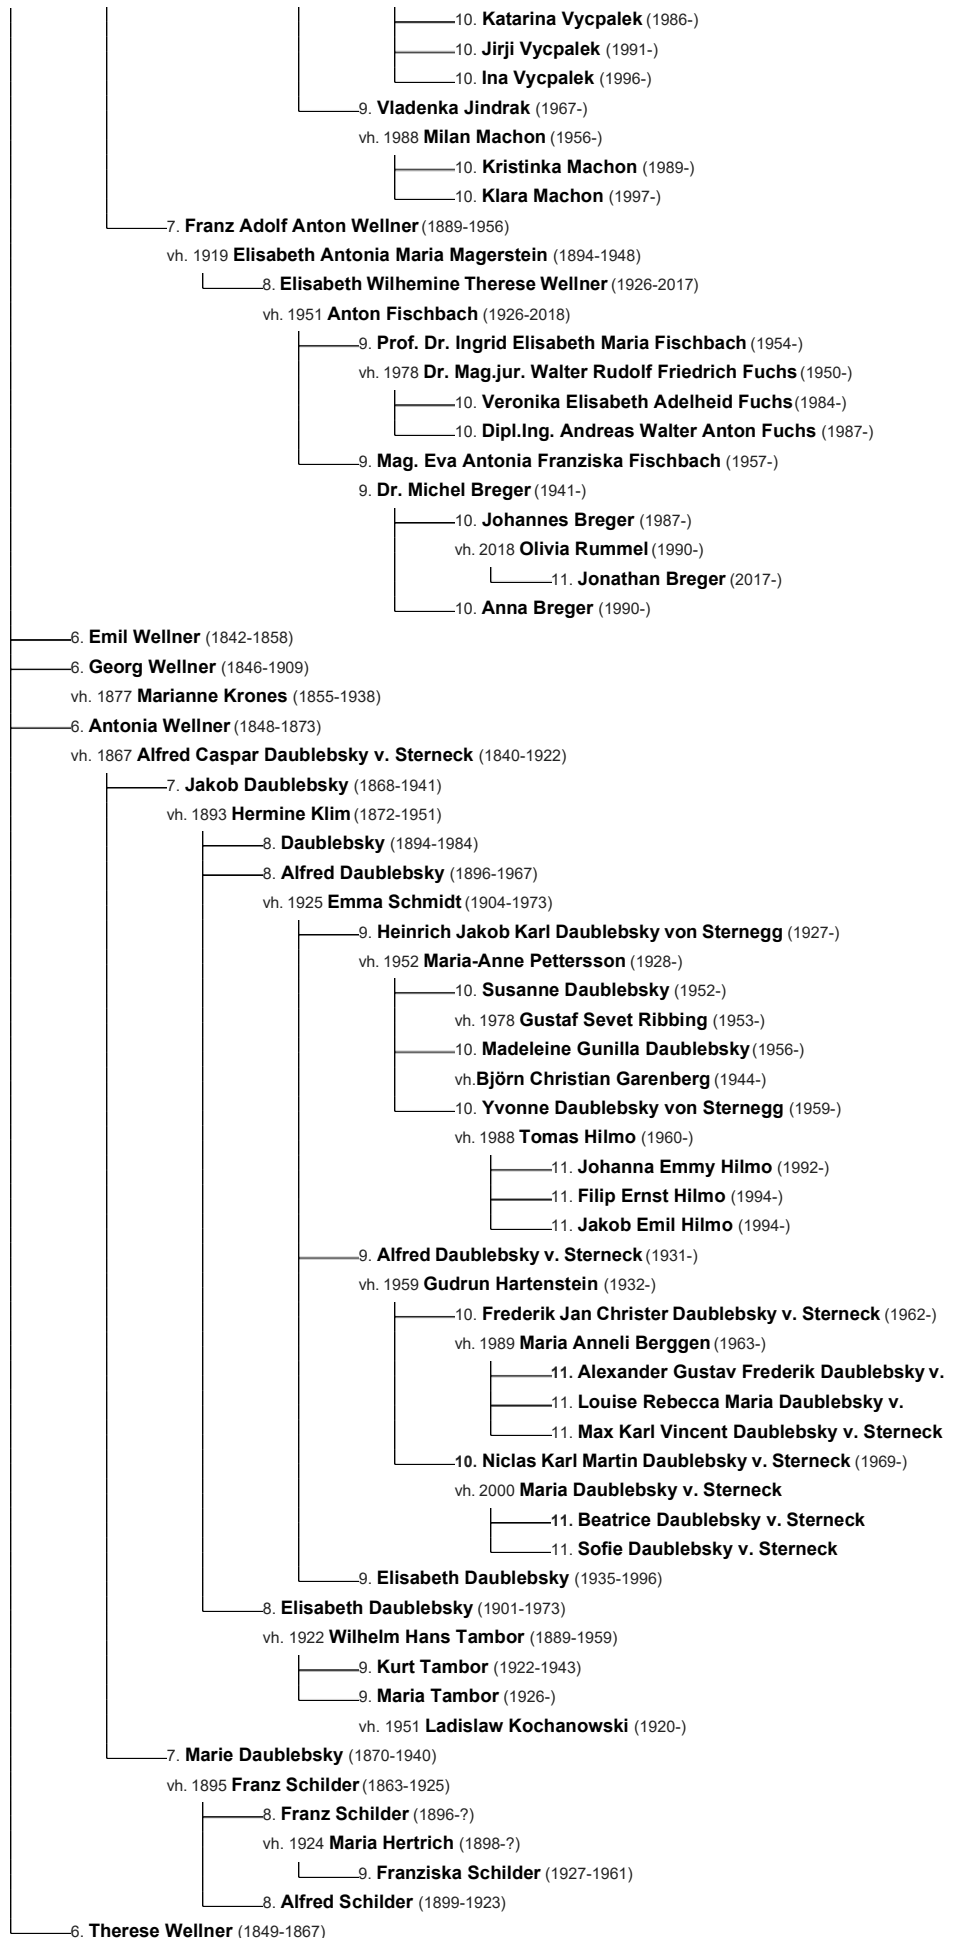 10. Katarina Vycpalek (1986-)
10. Jirji Vycpalek (1991-)
10. Ina Vycpalek (1996-)
9. Vladenka Jindrak (1967-)
vh. 1988 Milan Machon (1956-)
10. Kristinka Machon (1989-)
10. Klara Machon (1997-)
7. Franz Adolf Anton Wellner (1889-1956)
vh. 1919 Elisabeth Antonia Maria Magerstein (1894-1948)
8. Elisabeth Wilhemine Therese Wellner (1926-2017)
vh. 1951 Anton Fischbach (1926-2018)
9. Prof. Dr. Ingrid Elisabeth Maria Fischbach (1954-)
vh. 1978 Dr. Mag.jur. Walter Rudolf Friedrich Fuchs (1950-)
10. Veronika Elisabeth Adelheid Fuchs (1984-)
10. Dipl.Ing. Andreas Walter Anton Fuchs (1987-)
9. Mag. Eva Antonia Franziska Fischbach (1957-)
9. Dr. Michel Breger (1941-)
10. Johannes Breger (1987-)
vh. 2018 Olivia Rummel (1990-)
11. Jonathan Breger (2017-)
10. Anna Breger (1990-)
6. Emil Wellner (1842-1858)
6. Georg Wellner (1846-1909)
vh. 1877 Marianne Krones (1855-1938)
6. Antonia Wellner (1848-1873)
vh. 1867 Alfred Caspar Daublebsky v. Sterneck (1840-1922)
7. Jakob Daublebsky (1868-1941)
vh. 1893 Hermine Klim (1872-1951)
8. Daublebsky (1894-1984)
8. Alfred Daublebsky (1896-1967)
vh. 1925 Emma Schmidt (1904-1973)
9. Heinrich Jakob Karl Daublebsky von Sternegg (1927-)
vh. 1952 Maria-Anne Pettersson (1928-)
10. Susanne Daublebsky (1952-)
vh. 1978 Gustaf Sevet Ribbing (1953-)
10. Madeleine Gunilla Daublebsky (1956-)
vh.Björn Christian Garenberg (1944-)
10. Yvonne Daublebsky von Sternegg (1959-)
vh. 1988 Tomas Hilmo (1960-)
11. Johanna Emmy Hilmo (1992-)
11. Filip Ernst Hilmo (1994-)
11. Jakob Emil Hilmo (1994-)
9. Alfred Daublebsky v. Sterneck (1931-)
vh. 1959 Gudrun Hartenstein (1932-)
10. Frederik Jan Christer Daublebsky v. Sterneck (1962-)
vh. 1989 Maria Anneli Berggen (1963-)
11. Alexander Gustav Frederik Daublebsky v.
11. Louise Rebecca Maria Daublebsky v.
11. Max Karl Vincent Daublebsky v. Sterneck
10. Niclas Karl Martin Daublebsky v. Sterneck (1969-)
vh. 2000 Maria Daublebsky v. Sterneck
11. Beatrice Daublebsky v. Sterneck
11. Sofie Daublebsky v. Sterneck
9. Elisabeth Daublebsky (1935-1996)
8. Elisabeth Daublebsky (1901-1973)
vh. 1922 Wilhelm Hans Tambor (1889-1959)
9. Kurt Tambor (1922-1943)
9. Maria Tambor (1926-)
vh. 1951 Ladislaw Kochanowski (1920-)
7. Marie Daublebsky (1870-1940)
vh. 1895 Franz Schilder (1863-1925)
8. Franz Schilder (1896-?)
vh. 1924 Maria Hertrich (1898-?)
9. Franziska Schilder (1927-1961)
8. Alfred Schilder (1899-1923)
6. Therese Wellner (1849-1867)